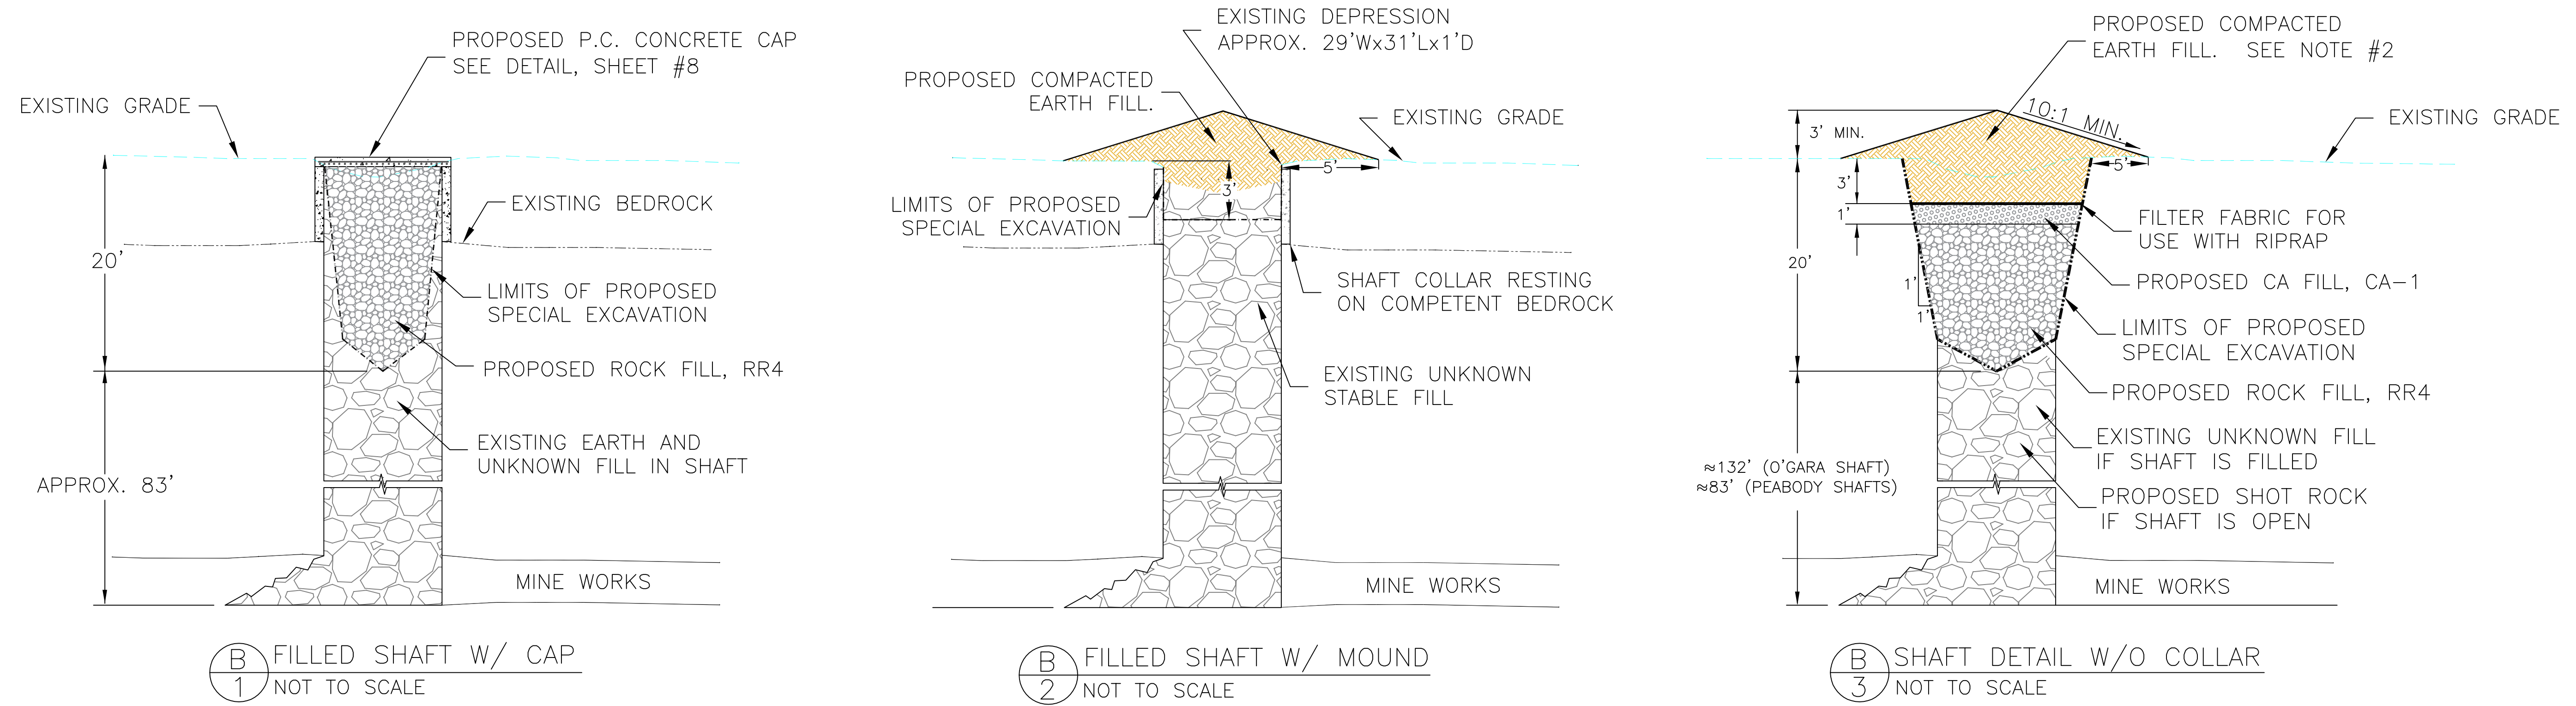 PROPOSED P.C. CONCRETE CAP
SEE DETAIL, SHEET #8
EXISTING GRADE
EXISTING BEDROCK
20'
LIMITS OF PROPOSED
SPECIAL EXCAVATION
PROPOSED ROCK FILL, RR4
EXISTING EARTH AND
UNKNOWN FILL IN SHAFT
APPROX. 83'
MINE WORKS
B
1
FILLED SHAFT W/ CAP
NOT TO SCALE
EXISTING DEPRESSION
APPROX. 29'Wx31'Lx1'D
PROPOSED COMPACTED
EARTH FILL.
EXISTING GRADE
5'
3'
LIMITS OF PROPOSED
SPECIAL EXCAVATION
SHAFT COLLAR RESTING
ON COMPETENT BEDROCK
EXISTING UNKNOWN
STABLE FILL
MINE WORKS
B
2
FILLED SHAFT W/ MOUND
NOT TO SCALE
PROPOSED COMPACTED
EARTH FILL. SEE NOTE #2
10:1 MIN.
EXISTING GRADE
3' MIN.
5'
3'
1'
FILTER FABRIC FOR
USE WITH RIPRAP
20'
PROPOSED CA FILL, CA-1
1'
1'
LIMITS OF PROPOSED
SPECIAL EXCAVATION
PROPOSED ROCK FILL, RR4
EXISTING UNKNOWN FILL
IF SHAFT IS FILLED
≈132' (O'GARA SHAFT)
≈83' (PEABODY SHAFTS)
PROPOSED SHOT ROCK
IF SHAFT IS OPEN
MINE WORKS
B
3
SHAFT DETAIL W/O COLLAR
NOT TO SCALE